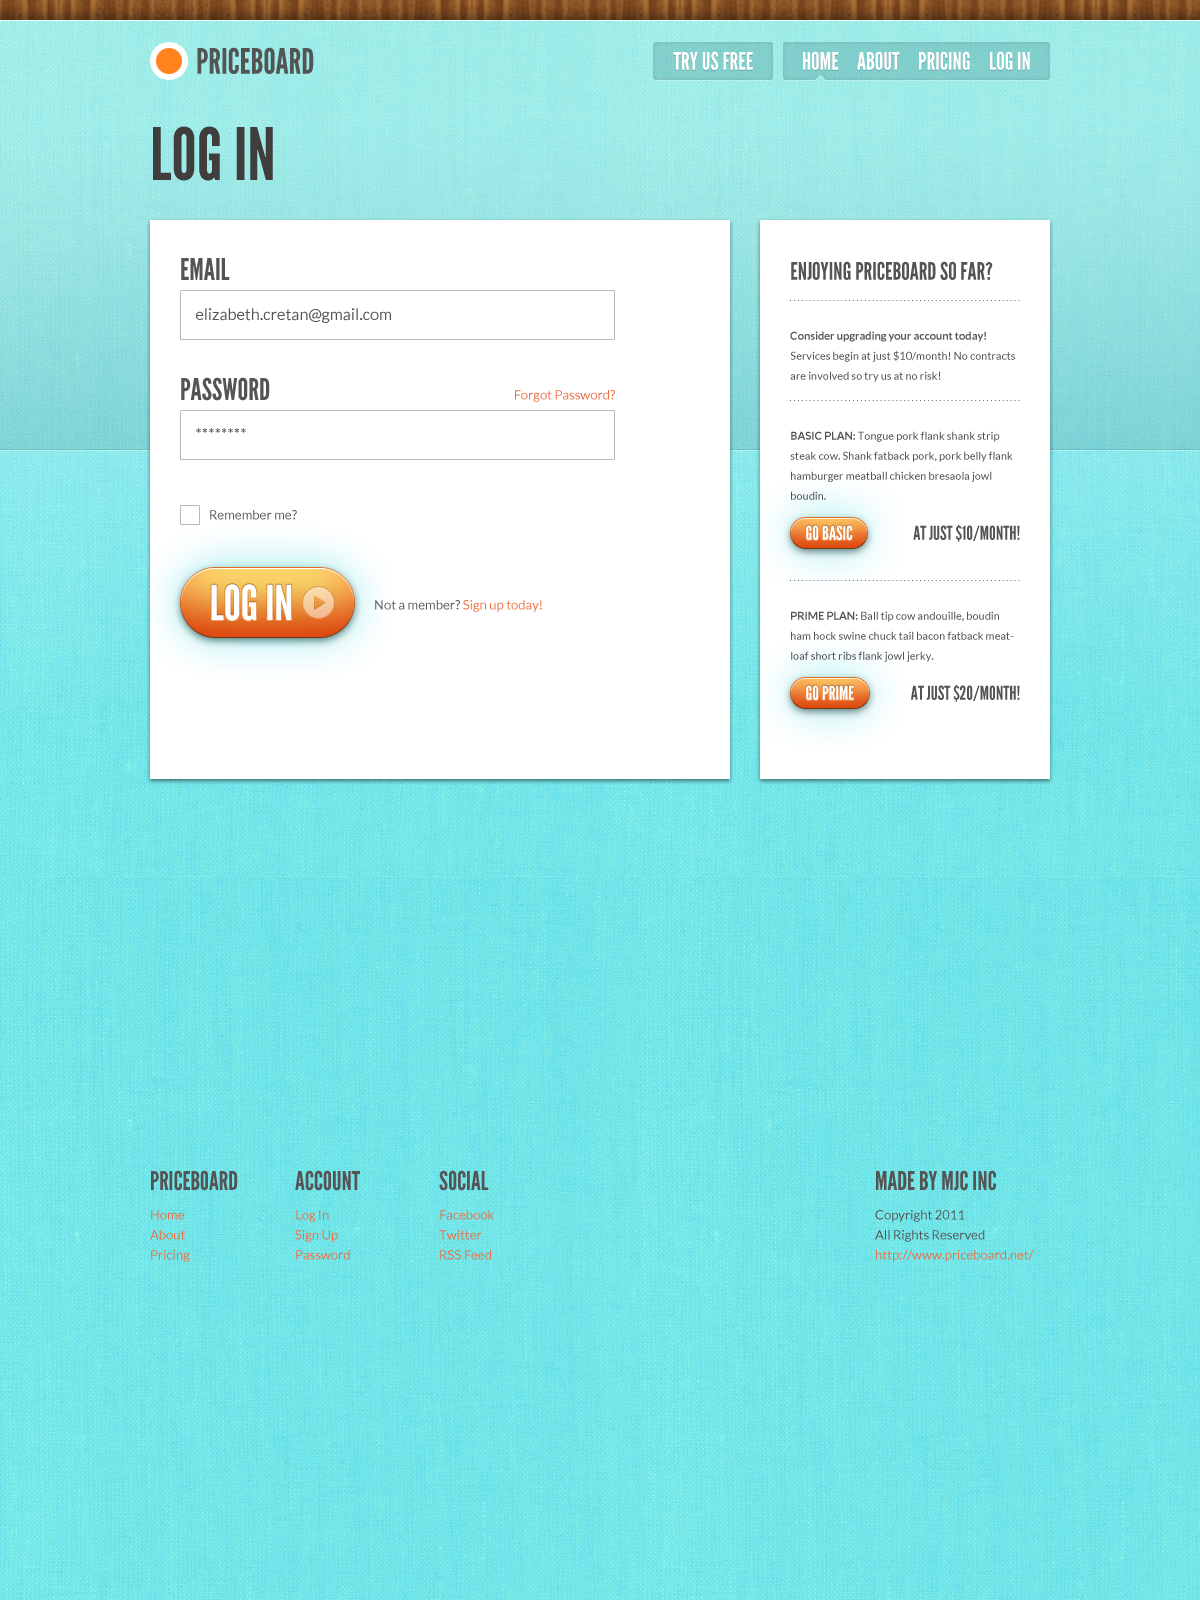 PRICEBOARD
TRY US FREE
HOME ABOUT PRICING LOG IN
LOG IN
EMAIL
elizabeth.cretan@gmail.com
PASSWORD
Forgot Password?
********
Remember me?
LOG IN
Not a member? Sign up today!
ENJOYING PRICEBOARD SO FAR?
Consider upgrading your account today!
Services begin at just $10/month! No contracts
are involved so try us at no risk!
BASIC PLAN: Tongue pork flank shank strip
steak cow. Shank fatback pork, pork belly flank
hamburger meatball chicken bresaola jowl
boudin.
GO BASIC
AT JUST $10/MONTH!
PRIME PLAN: Ball tip cow andouille, boudin
ham hock swine chuck tail bacon fatback meat-
loaf short ribs flank jowl jerky.
GO PRIME
AT JUST $20/MONTH!
PRICEBOARD
Home
About
Pricing
ACCOUNT
Log In
Sign Up
Password
SOCIAL
Facebook
Twitter
RSS Feed
MADE BY MJC INC
Copyright 2011
All Rights Reserved
http://www.priceboard.net/